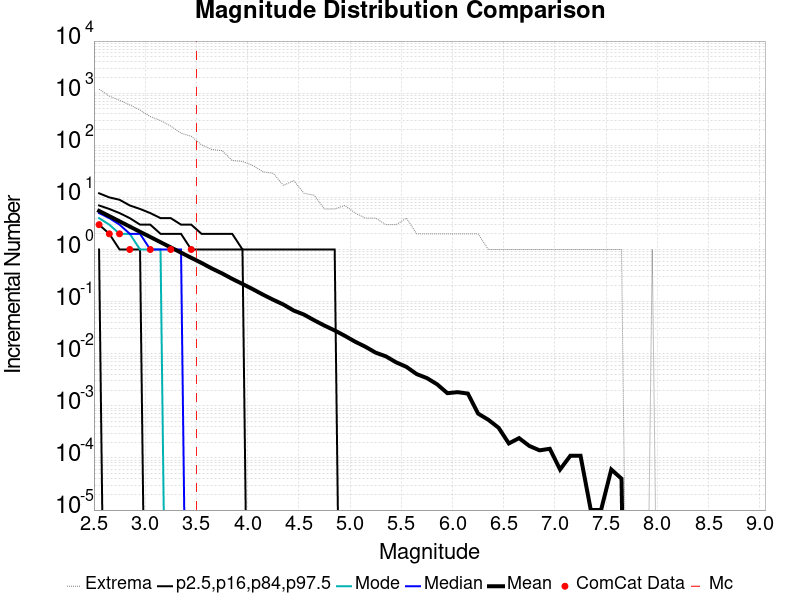 Magnitude Distribution Comparison
10^4
10^3
10^2
10^1
10^0
10^-1
10^-2
10^-3
10^-4
10^-5
Incremental Number
2.5 3.0 3.5 4.0 4.5 5.0 5.5 6.0 6.5 7.0 7.5 8.0 8.5 9.0
Magnitude
Extrema p2.5,p16,p84,p97.5 Mode Median Mean ComCat Data Mc